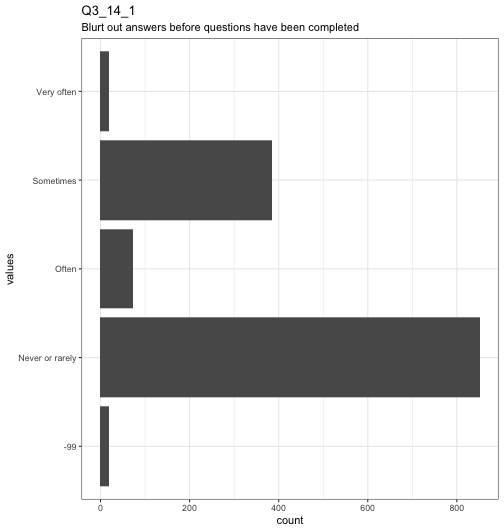 Q3_14_1
Blurt out answers before questions have been completed
values
Very often
Sometimes
Often
Never or rarely
-99
0 200 400 600 800
count